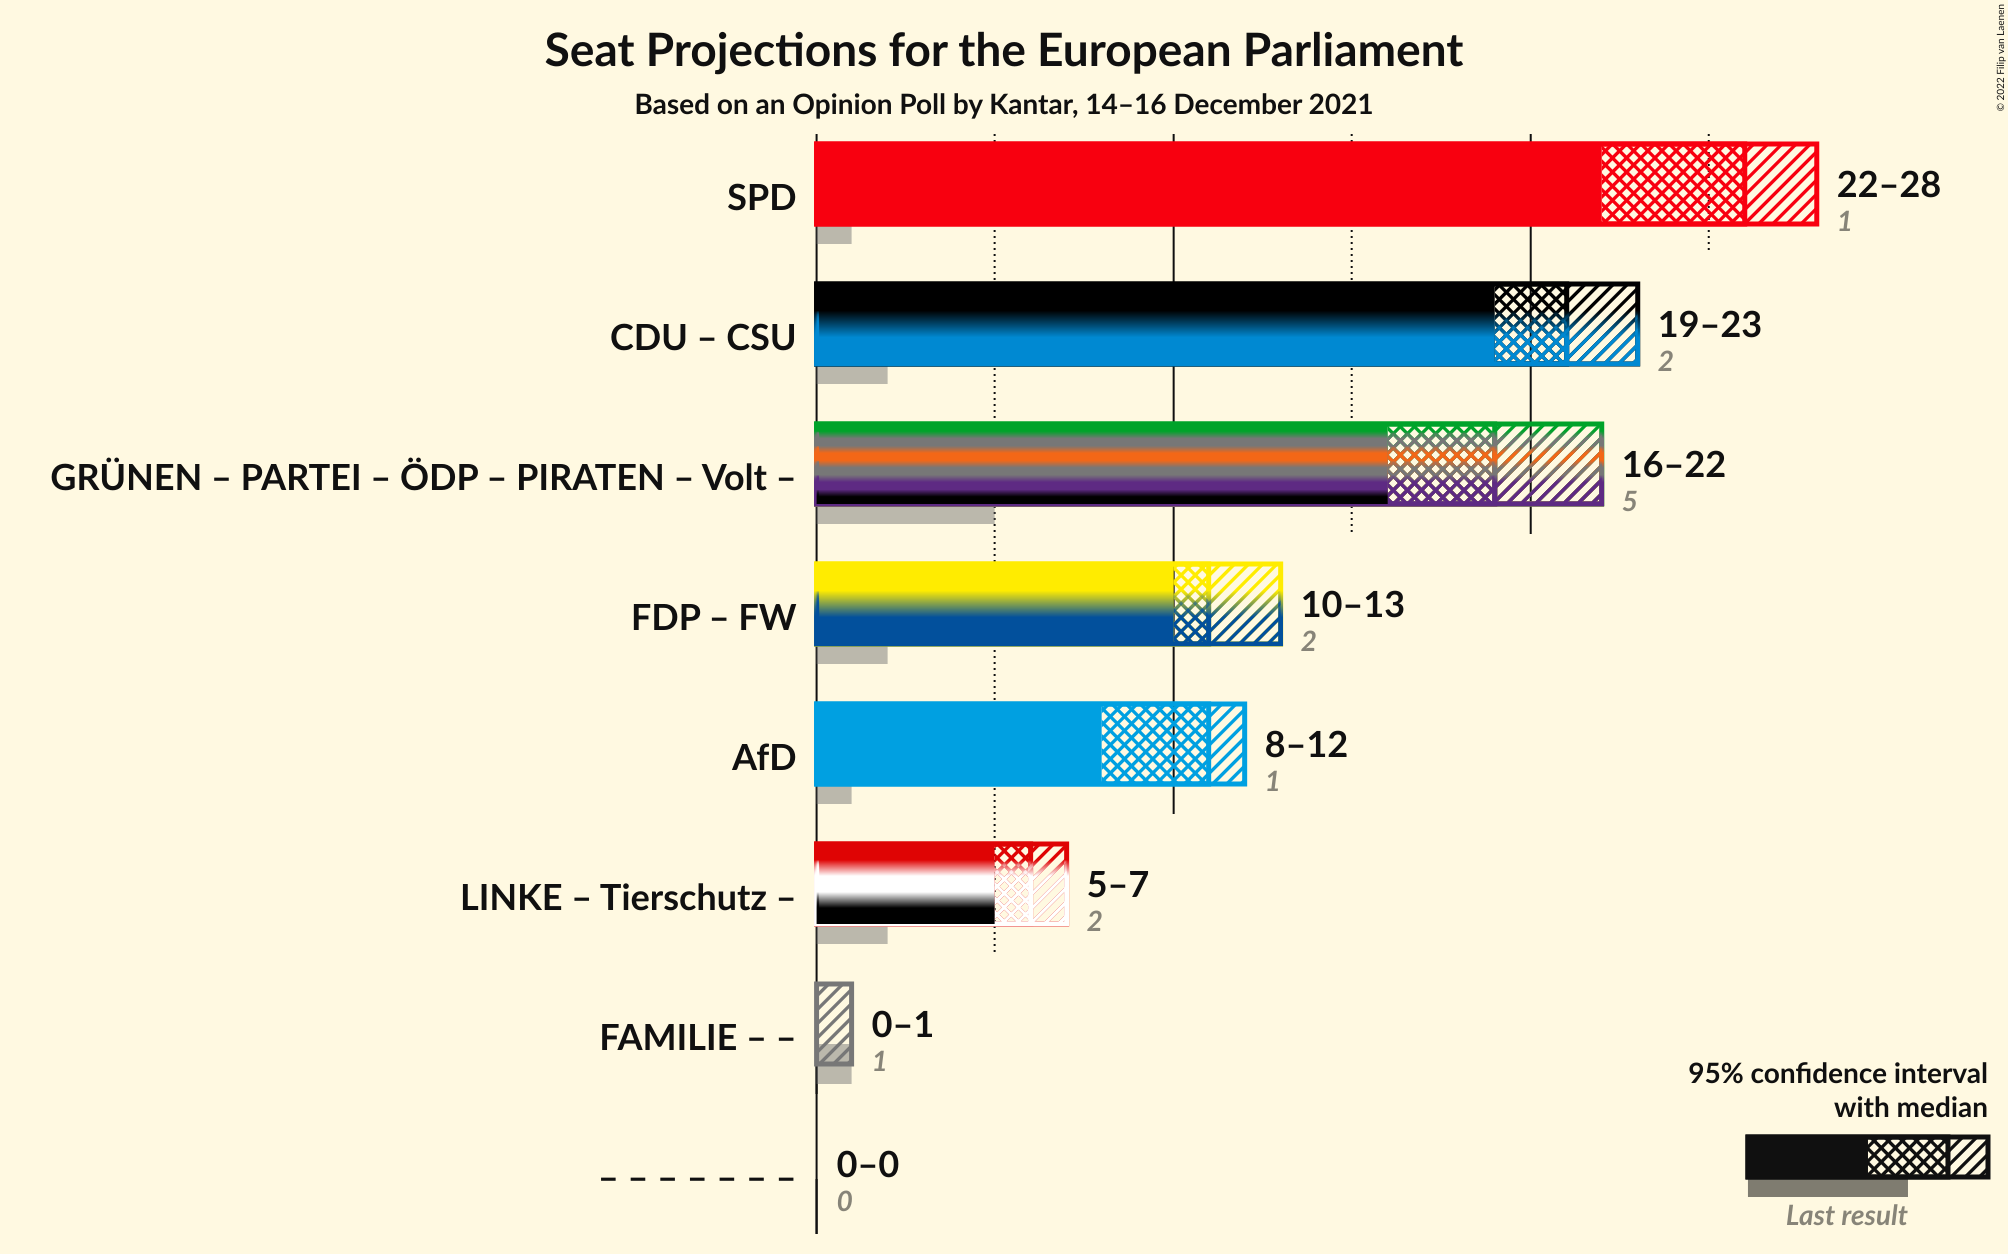 Seat Projections for the European Parliament
Based on an Opinion Poll by Kantar, 14–16 December 2021
© 2022 Filip van Laenen
SPD
22–28
1
CDU – CSU
19–23
2
GRÜNEN – PARTEI – ÖDP – PIRATEN – Volt –
16–22
5
FDP – FW
10–13
2
AfD
8–12
1
LINKE – Tierschutz –
5–7
2
FAMILIE – –
0–1
1
– – – – – – –
0–0
0
95% confidence interval
with median
Last result